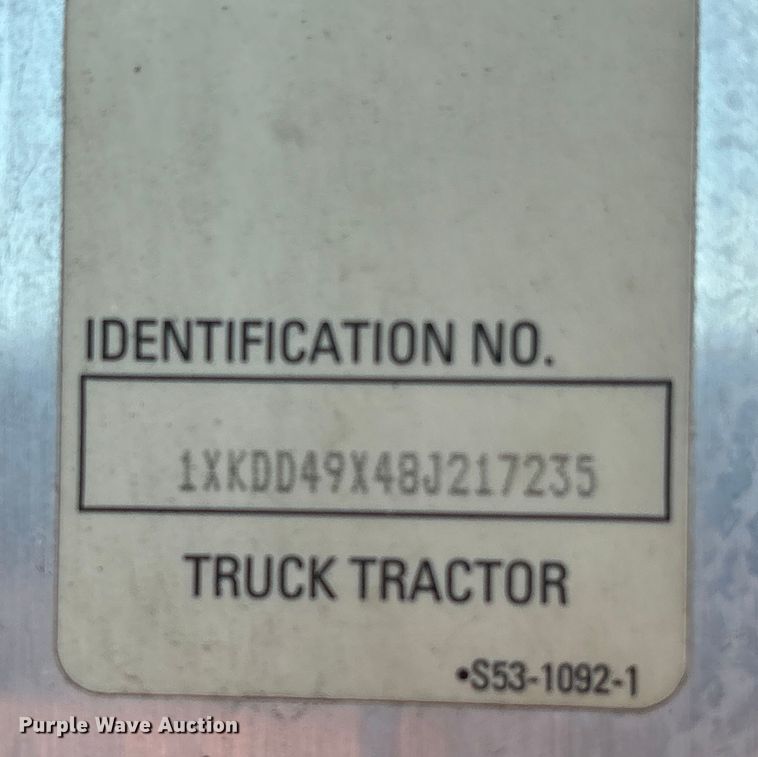 IDENTIFICATION NO.
1XKDD49X48J217235
TRUCK TRACTOR
•S53-1092-1
Purple Wave Auction